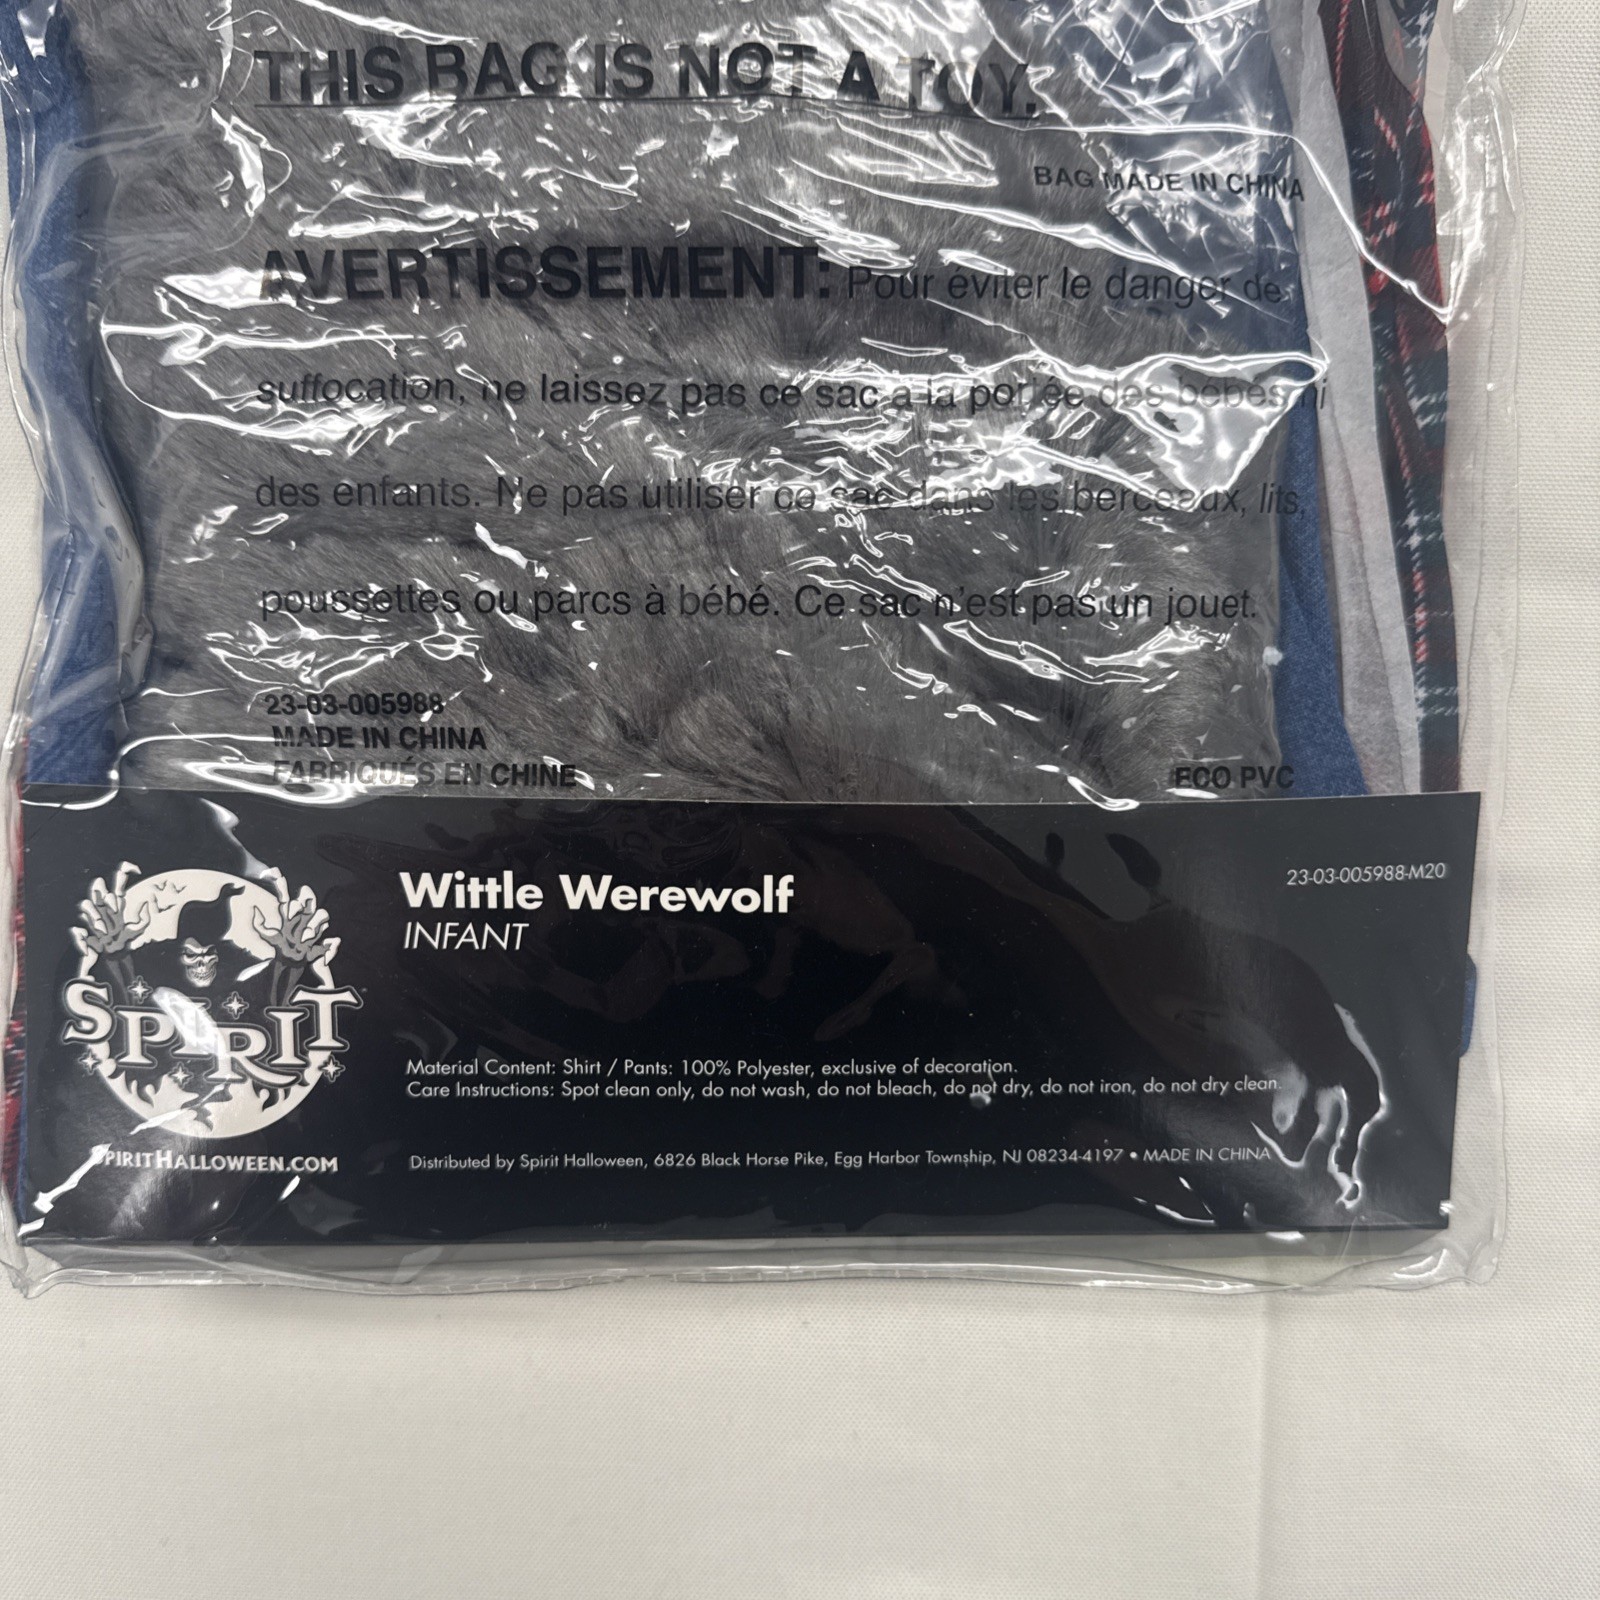 THIS BAG IS NOT A TOY.
BAG MADE IN CHINA
AVERTISSEMENT: Pour éviter le danger de
suffocation, ne laissez pas ce sac à la portée des bébés ni
des enfants. Ne pas utiliser ce sac dans les berceaux, lits,
poussettes ou parcs à bébé. Ce sac n'est pas un jouet.
23-03-005988
MADE IN CHINA
FABRIQUÉS EN CHINE
ECO PVC
23-03-005988-M20
Wittle Werewolf
INFANT
SPIRIT
SPIRITHALLOWEEN.COM
Material Content: Shirt / Pants: 100% Polyester, exclusive of decoration.
Care Instructions: Spot clean only, do not wash, do not bleach, do not dry, do not iron, do not dry clean.
Distributed by Spirit Halloween, 6826 Black Horse Pike, Egg Harbor Township, NJ 08234-4197 • MADE IN CHINA